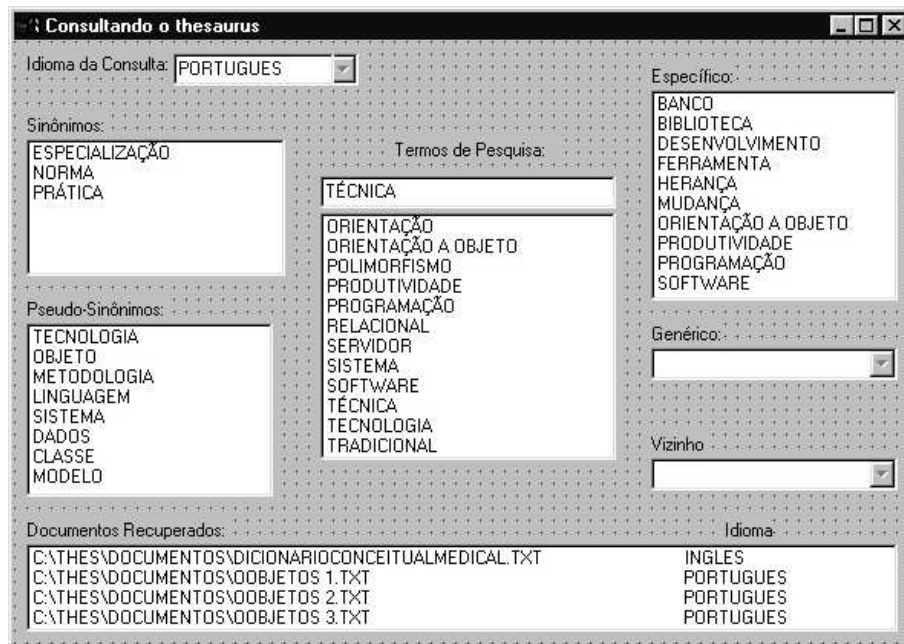 Consultando o thesaurus
Idioma da Consulta: PORTUGUES
Sinônimos:
ESPECIALIZAÇÃO
NORMA
PRÁTICA
Pseudo-Sinônimos:
TECNOLOGIA
OBJETO
METODOLOGIA
LINGUAGEM
SISTEMA
DADOS
CLASSE
MODELO
Termos de Pesquisa:
TÉCNICA
ORIENTAÇÃO
ORIENTAÇÃO A OBJETO
POLIMORFISMO
PRODUTIVIDADE
PROGRAMAÇÃO
RELACIONAL
SERVIDOR
SISTEMA
SOFTWARE
TÉCNICA
TECNOLOGIA
TRADICIONAL
Específico:
BANCO
BIBLIOTECA
DESENVOLVIMENTO
FERRAMENTA
HERANÇA
MUDANÇA
ORIENTAÇÃO A OBJETO
PRODUTIVIDADE
PROGRAMAÇÃO
SOFTWARE
Genérico:
Vizinho
Documentos Recuperados: Idioma
C:\THES\DOCUMENTOS\DICIONARIOCONCEITUALMEDICAL.TXT INGLES
C:\THES\DOCUMENTOS\OOBJETOS 1.TXT PORTUGUES
C:\THES\DOCUMENTOS\OOBJETOS 2.TXT PORTUGUES
C:\THES\DOCUMENTOS\OOBJETOS 3.TXT PORTUGUES